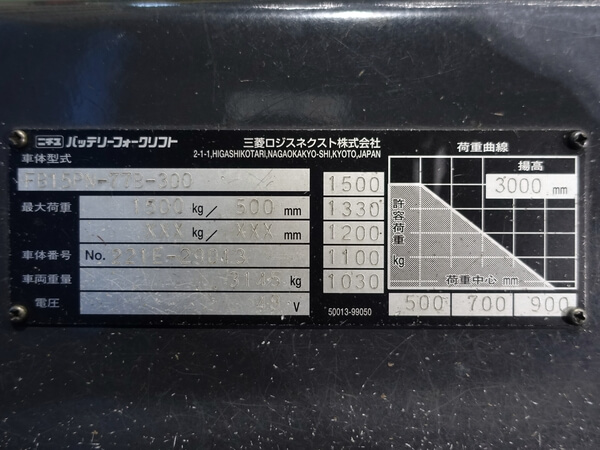 ニチユ バッテリーフォークリフト
三菱ロジスネクスト株式会社
2-1-1,HIGASHIKOTARI,NAGAOKAKYO-SHI,KYOTO,JAPAN
車体型式
最大荷重 1500 kg / 500 mm
XXX kg / XXX mm
車体番号 No.
車両重量 kg
電圧 48 V
1500
1330
1200
1100
1030
50013-99050
荷重曲線
揚高
3000 mm
許容荷重 kg
荷重中心 mm
500 700 900